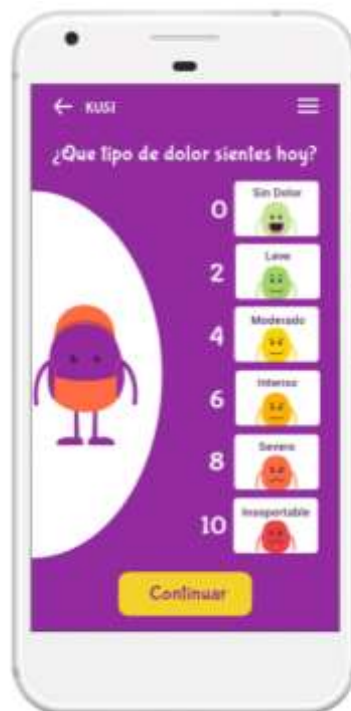 KUSI
¿Que tipo de dolor sientes hoy?
0
Sin Dolor
2
Leve
4
Moderado
6
Intenso
8
Severo
10
Insoportable
Continuar